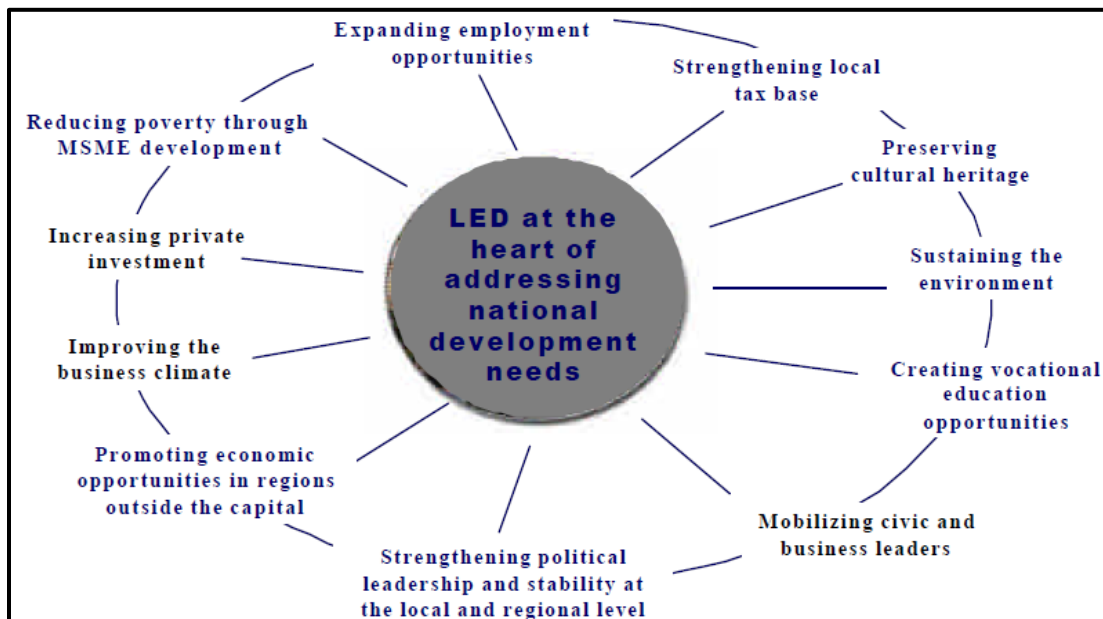 Expanding employment
opportunities
Strengthening local
tax base
Reducing poverty through
MSME development
Preserving
cultural heritage
LED at the
heart of
addressing
national
development
needs
Increasing private
investment
Sustaining the
environment
Improving the
business climate
Creating vocational
education
opportunities
Promoting economic
opportunities in regions
outside the capital
Mobilizing civic and
business leaders
Strengthening political
leadership and stability at
the local and regional level